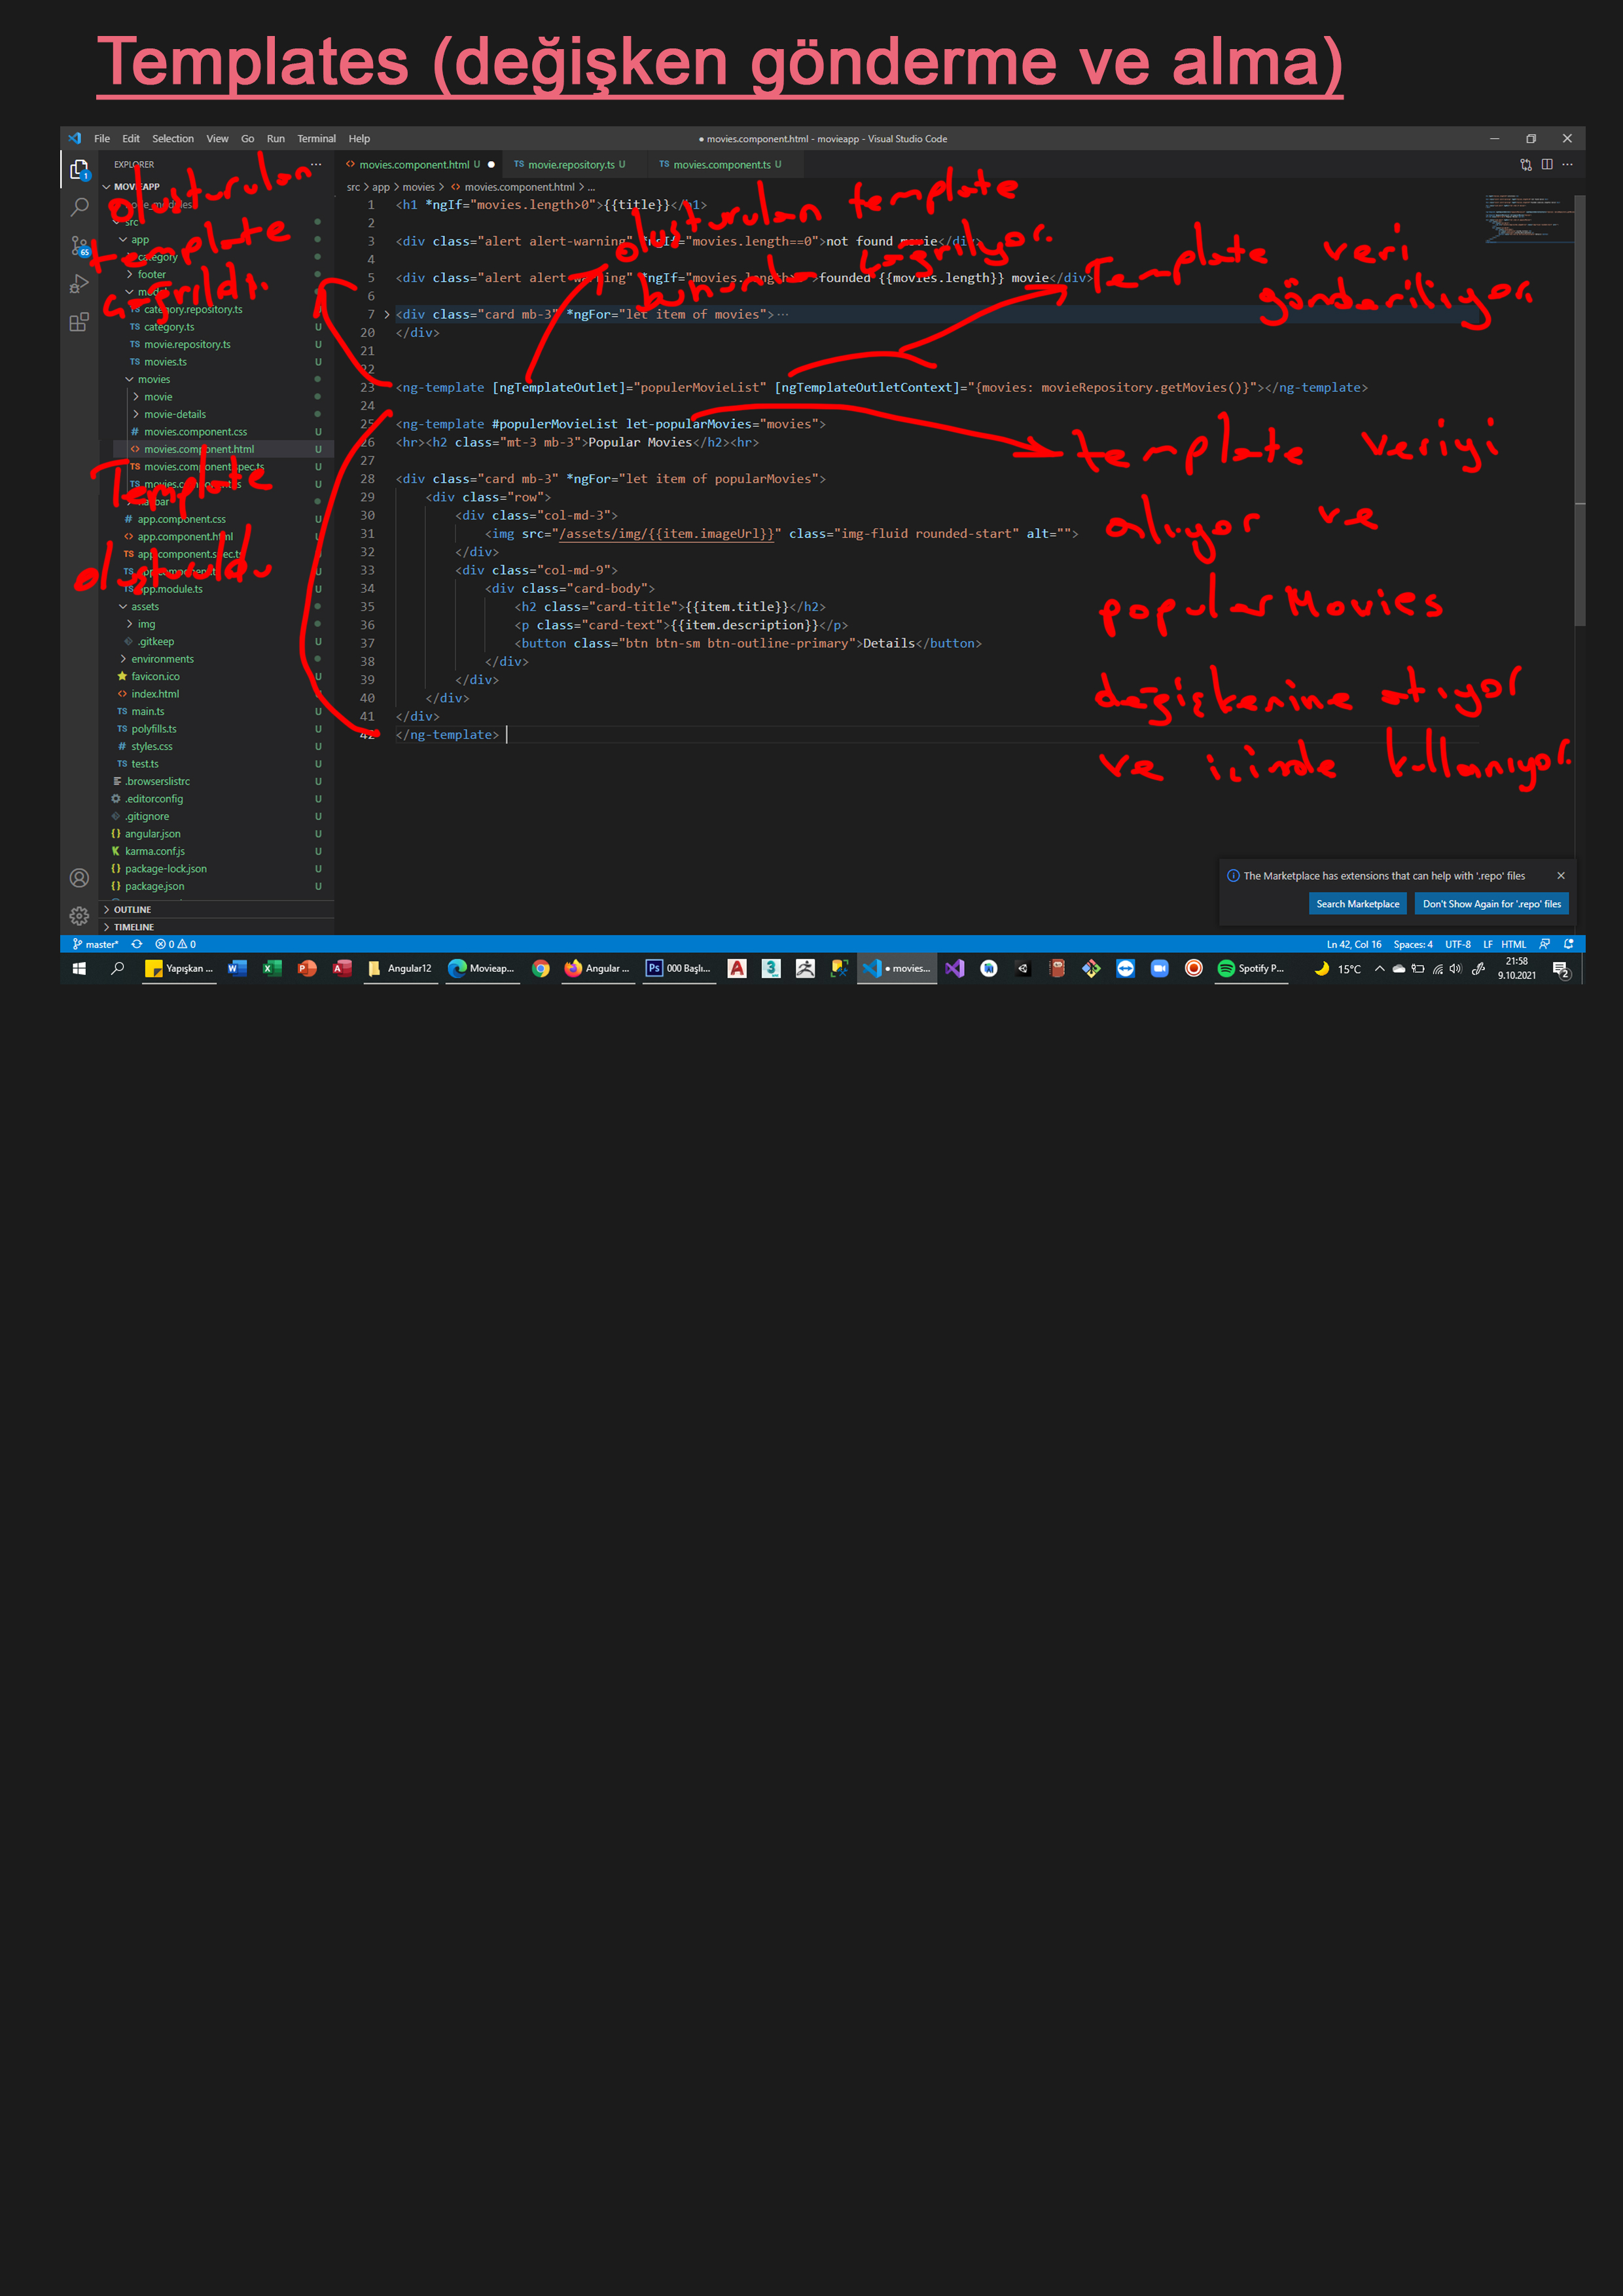 Templates (değişken gönderme ve alma)
File Edit Selection View Go Run Terminal Help
● movies.component.html - movieapp - Visual Studio Code
EXPLORER
movies.component.html U
movie.repository.ts U
movies.component.ts U
src > app > movies > movies.component.html > ...
MOVIEAPP
node_modules
src
app
category
footer
category.repository.ts U
category.ts U
movie.repository.ts U
movies.ts U
movies
movie
movie-details
movies.component.css U
movies.component.html U
movies.component.spec.ts U
app.component.css U
app.component.html U
app.component.spec.ts U
app.module.ts U
assets
img
.gitkeep U
environments
favicon.ico U
index.html U
main.ts U
polyfills.ts U
styles.css U
test.ts U
.browserslistrc U
.editorconfig U
.gitignore U
angular.json U
karma.conf.js U
package-lock.json U
package.json U
OUTLINE
TIMELINE
oluşturulan
template
çağrıldı.
Template
oluşturuldu
oluşturulan template
burada çağrılıyor.
Template veri
gönderiliyor.
1 <h1 *ngIf="movies.length>0">{{title}}</h1>
2
3 <div class="alert alert-warning" *ngIf="movies.length==0">not found movie</div>
4
5 <div class="alert alert-warning" *ngIf="movies.length founded {{movies.length}} movie</div>
6
7 <div class="card mb-3" *ngFor="let item of movies">···
20 </div>
21
22
23 <ng-template [ngTemplateOutlet]="populerMovieList" [ngTemplateOutletContext]="{movies: movieRepository.getMovies()}"></ng-template>
24
25 <ng-template #populerMovieList let-popularMovies="movies">
26 <hr><h2 class="mt-3 mb-3">Popular Movies</h2><hr>
27
28 <div class="card mb-3" *ngFor="let item of popularMovies">
29 <div class="row">
30 <div class="col-md-3">
31 <img src="/assets/img/{{item.imageUrl}}" class="img-fluid rounded-start" alt="">
32 </div>
33 <div class="col-md-9">
34 <div class="card-body">
35 <h2 class="card-title">{{item.title}}</h2>
36 <p class="card-text">{{item.description}}</p>
37 <button class="btn btn-sm btn-outline-primary">Details</button>
38 </div>
39 </div>
40 </div>
41 </div>
42 </ng-template>
template veriyi
alıyor ve
popularMovies
değişkenine atıyor
ve içinde kullanıyor.
The Marketplace has extensions that can help with '.repo' files
Search Marketplace
Don't Show Again for '.repo' files
master* 0 0
Ln 42, Col 16 Spaces: 4 UTF-8 LF HTML
Yapışkan ...
Angular12
Movieap...
Angular ...
000 Başlı...
● movies...
Spotify P...
15°C
21:58
9.10.2021
2
1
65